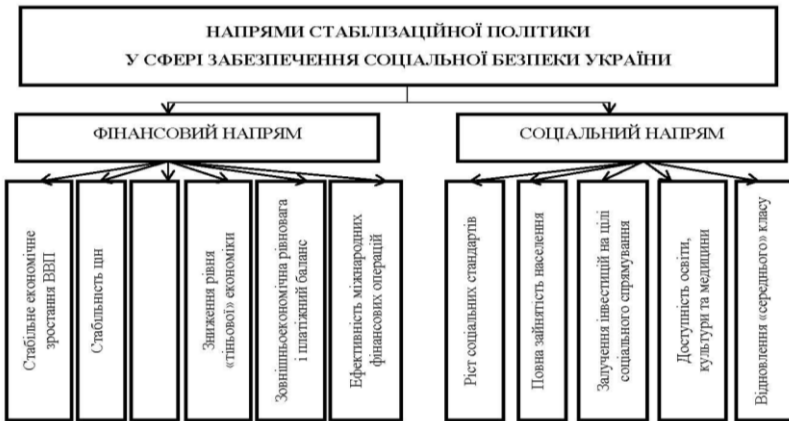 НАПРЯМИ СТАБІЛІЗАЦІЙНОЇ ПОЛІТИКИ
У СФЕРІ ЗАБЕЗПЕЧЕННЯ СОЦІАЛЬНОЇ БЕЗПЕКИ УКРАЇНИ
ФІНАНСОВИЙ НАПРЯМ
СОЦІАЛЬНИЙ НАПРЯМ
Стабільне економічне
зростання ВВП
Стабільність цін
Зниження рівня
«тіньової» економіки
Зовнішньоекономічна рівновага
і платіжний баланс
Ефективність міжнародних
фінансових операцій
Ріст соціальних стандартів
Повна зайнятість населення
Залучення інвестицій на цілі
соціального спрямування
Доступність освіти,
культури та медицини
Відновлення «середнього» класу